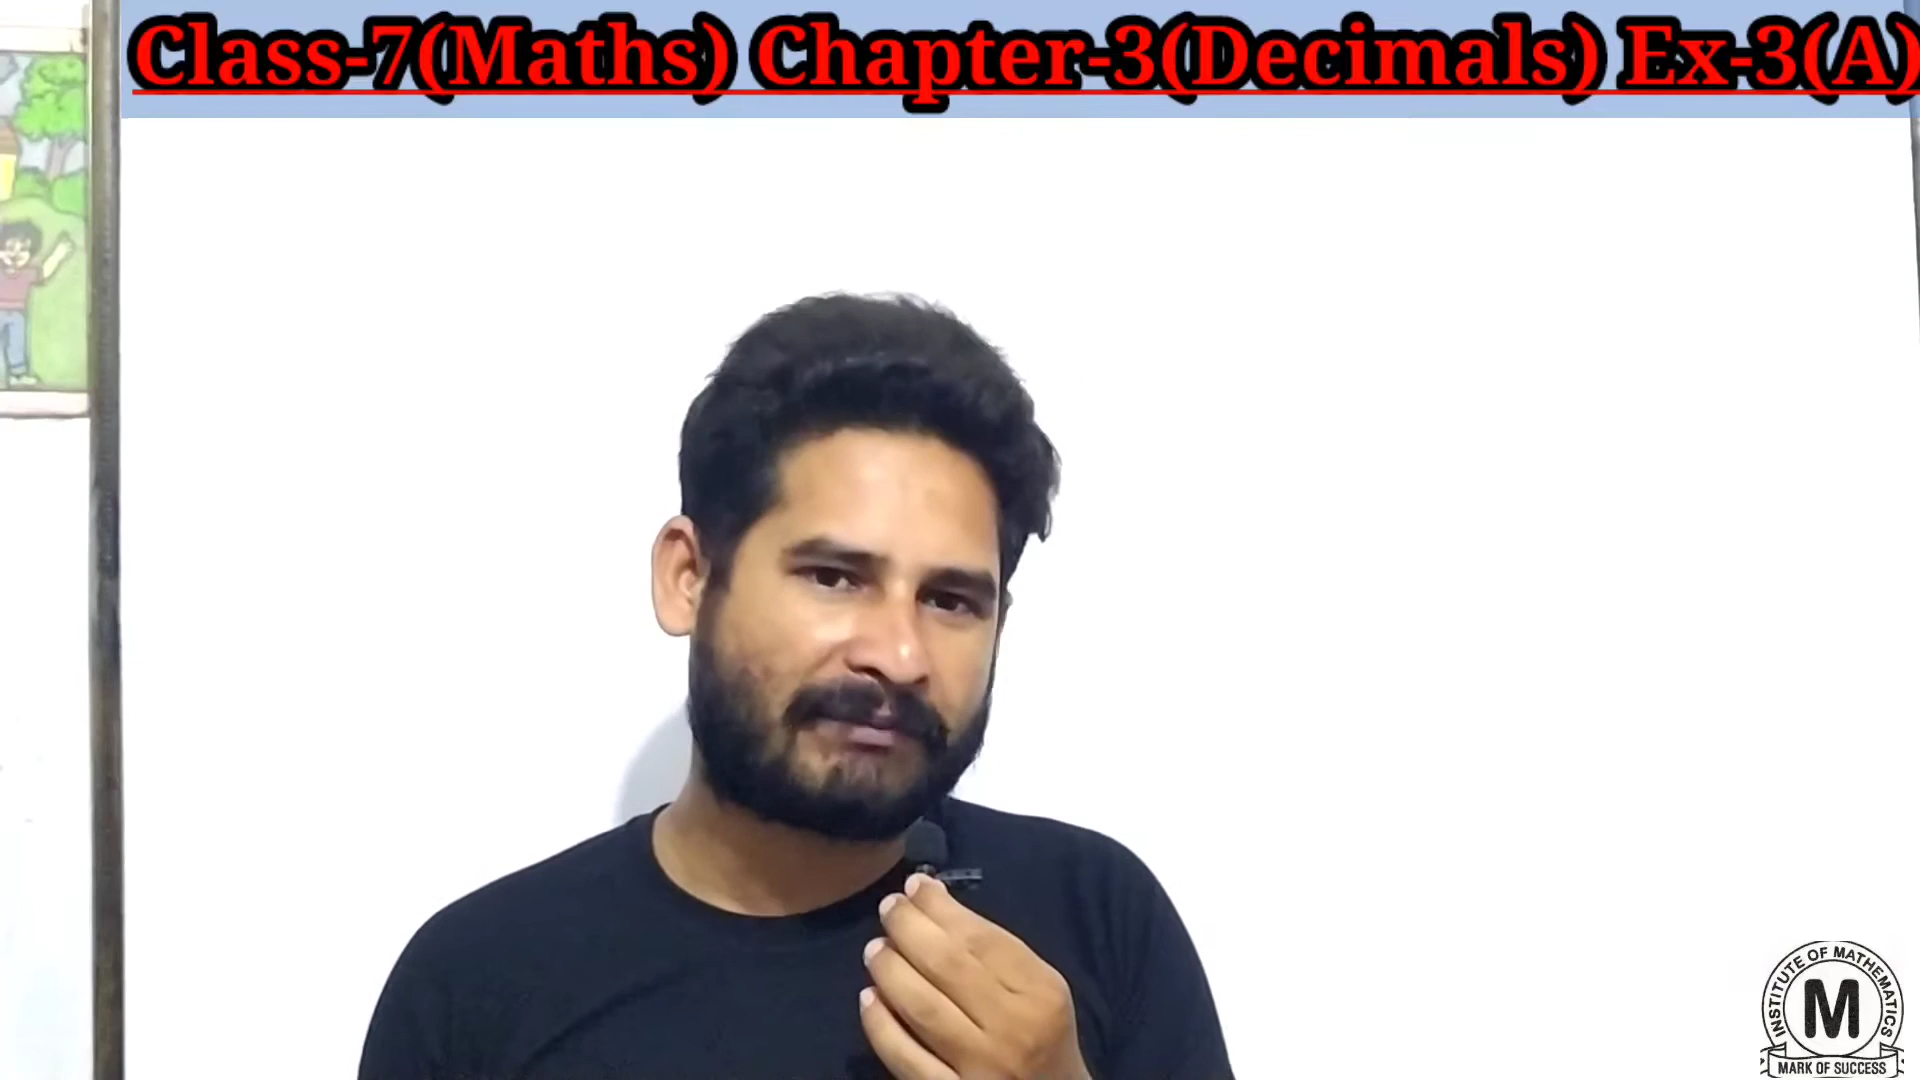 Class-7(Maths) Chapter-3(Decimals) Ex-3(A)
INSTITUTE OF MATHEMATICS
M
MARK OF SUCCESS